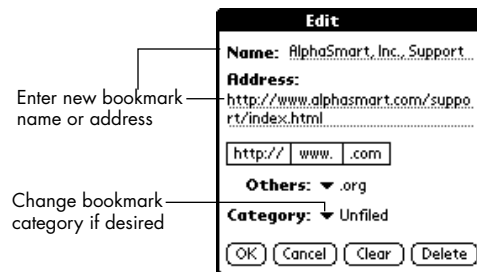 Edit
Name: AlphaSmart, Inc., Support
Address:
http://www.alphasmart.com/suppo
rt/index.html
Enter new bookmark
name or address
http:// www. .com
Others: .org
Change bookmark
category if desired
Category: Unfiled
OK Cancel Clear Delete